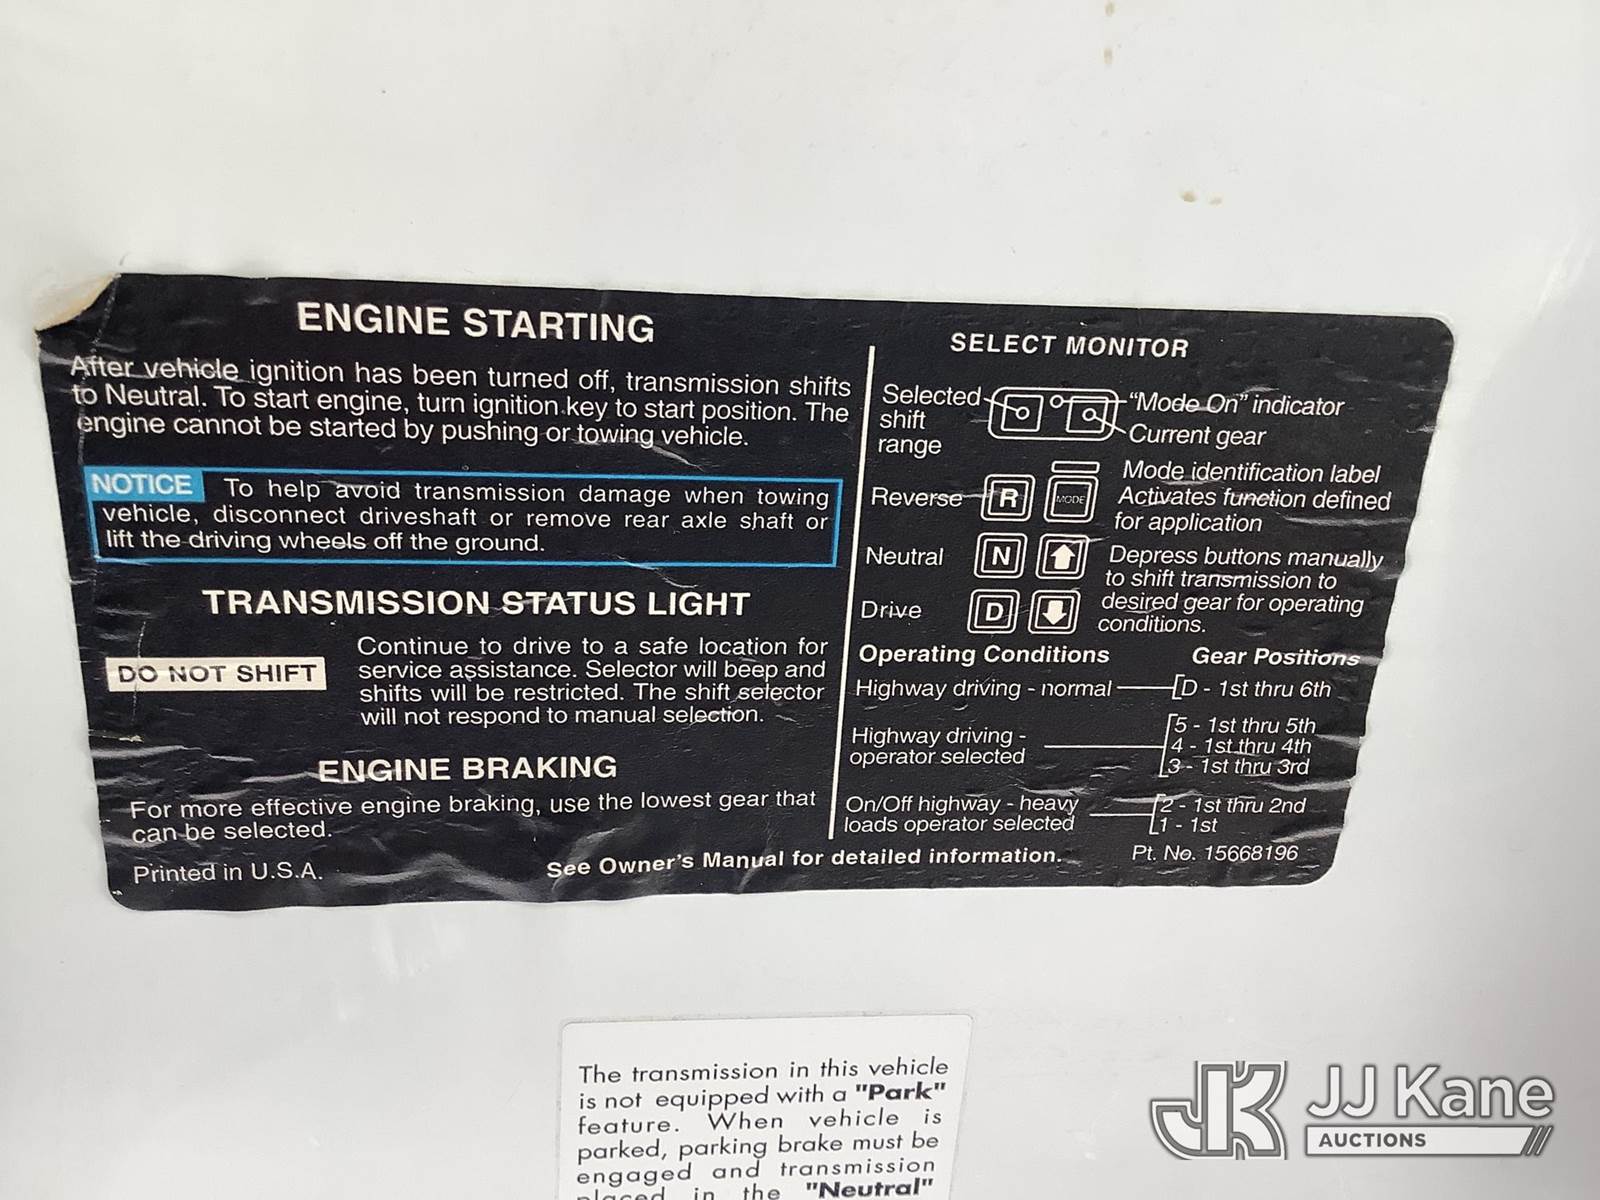 ENGINE STARTING
After vehicle ignition has been turned off, transmission shifts
to Neutral. To start engine, turn ignition key to start position. The
engine cannot be started by pushing or towing vehicle.
NOTICE To help avoid transmission damage when towing
vehicle, disconnect driveshaft or remove rear axle shaft or
lift the driving wheels off the ground.
TRANSMISSION STATUS LIGHT
DO NOT SHIFT
Continue to drive to a safe location for
service assistance. Selector will beep and
shifts will be restricted. The shift selector
will not respond to manual selection.
ENGINE BRAKING
For more effective engine braking, use the lowest gear that
can be selected.
Printed in U.S.A.
See Owner's Manual for detailed information.
SELECT MONITOR
Selected
shift
range
"Mode On" indicator
Current gear
Mode identification label
Reverse R MODE Activates function defined
for application
Neutral N Depress buttons manually
to shift transmission to
Drive D desired gear for operating
conditions.
Operating Conditions Gear Positions
Highway driving - normal D - 1st thru 6th
Highway driving -
operator selected
5 - 1st thru 5th
4 - 1st thru 4th
3 - 1st thru 3rd
On/Off highway - heavy
loads operator selected
2 - 1st thru 2nd
1 - 1st
Pt. No. 15668196
The transmission in this vehicle
is not equipped with a "Park"
feature. When vehicle is
parked, parking brake must be
engaged and transmission
placed in the "Neutral"
JK JJ Kane
AUCTIONS